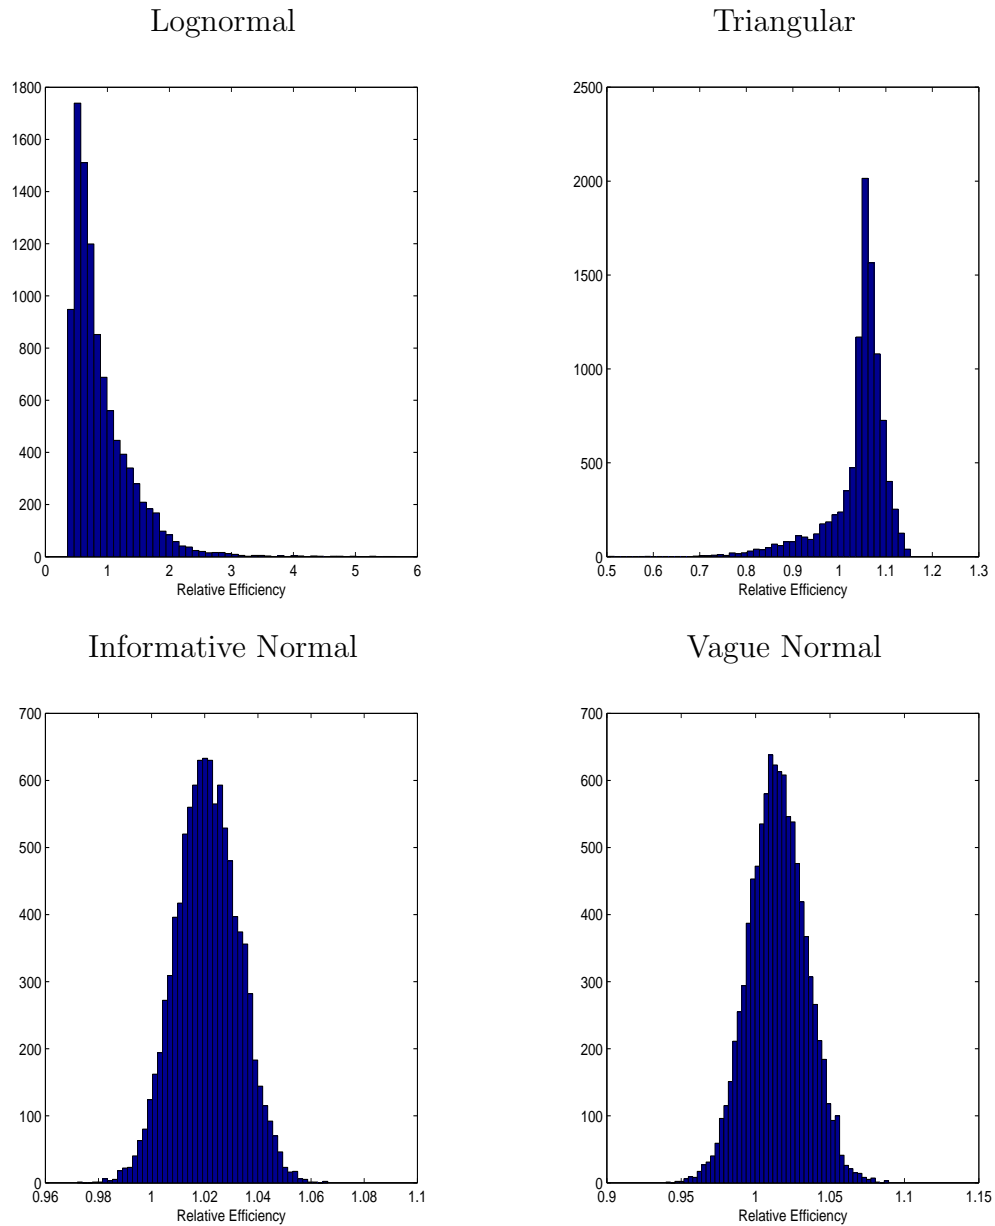 Lognormal
Triangular
1800
1600
1400
1200
1000
800
600
400
200
0
0 1 2 3 4 5 6
Relative Efficiency
2500
2000
1500
1000
500
0
0.5 0.6 0.7 0.8 0.9 1 1.1 1.2 1.3
Relative Efficiency
Informative Normal
Vague Normal
700
600
500
400
300
200
100
0
0.96 0.98 1 1.02 1.04 1.06 1.08 1.1
Relative Efficiency
700
600
500
400
300
200
100
0
0.9 0.95 1 1.05 1.1 1.15
Relative Efficiency